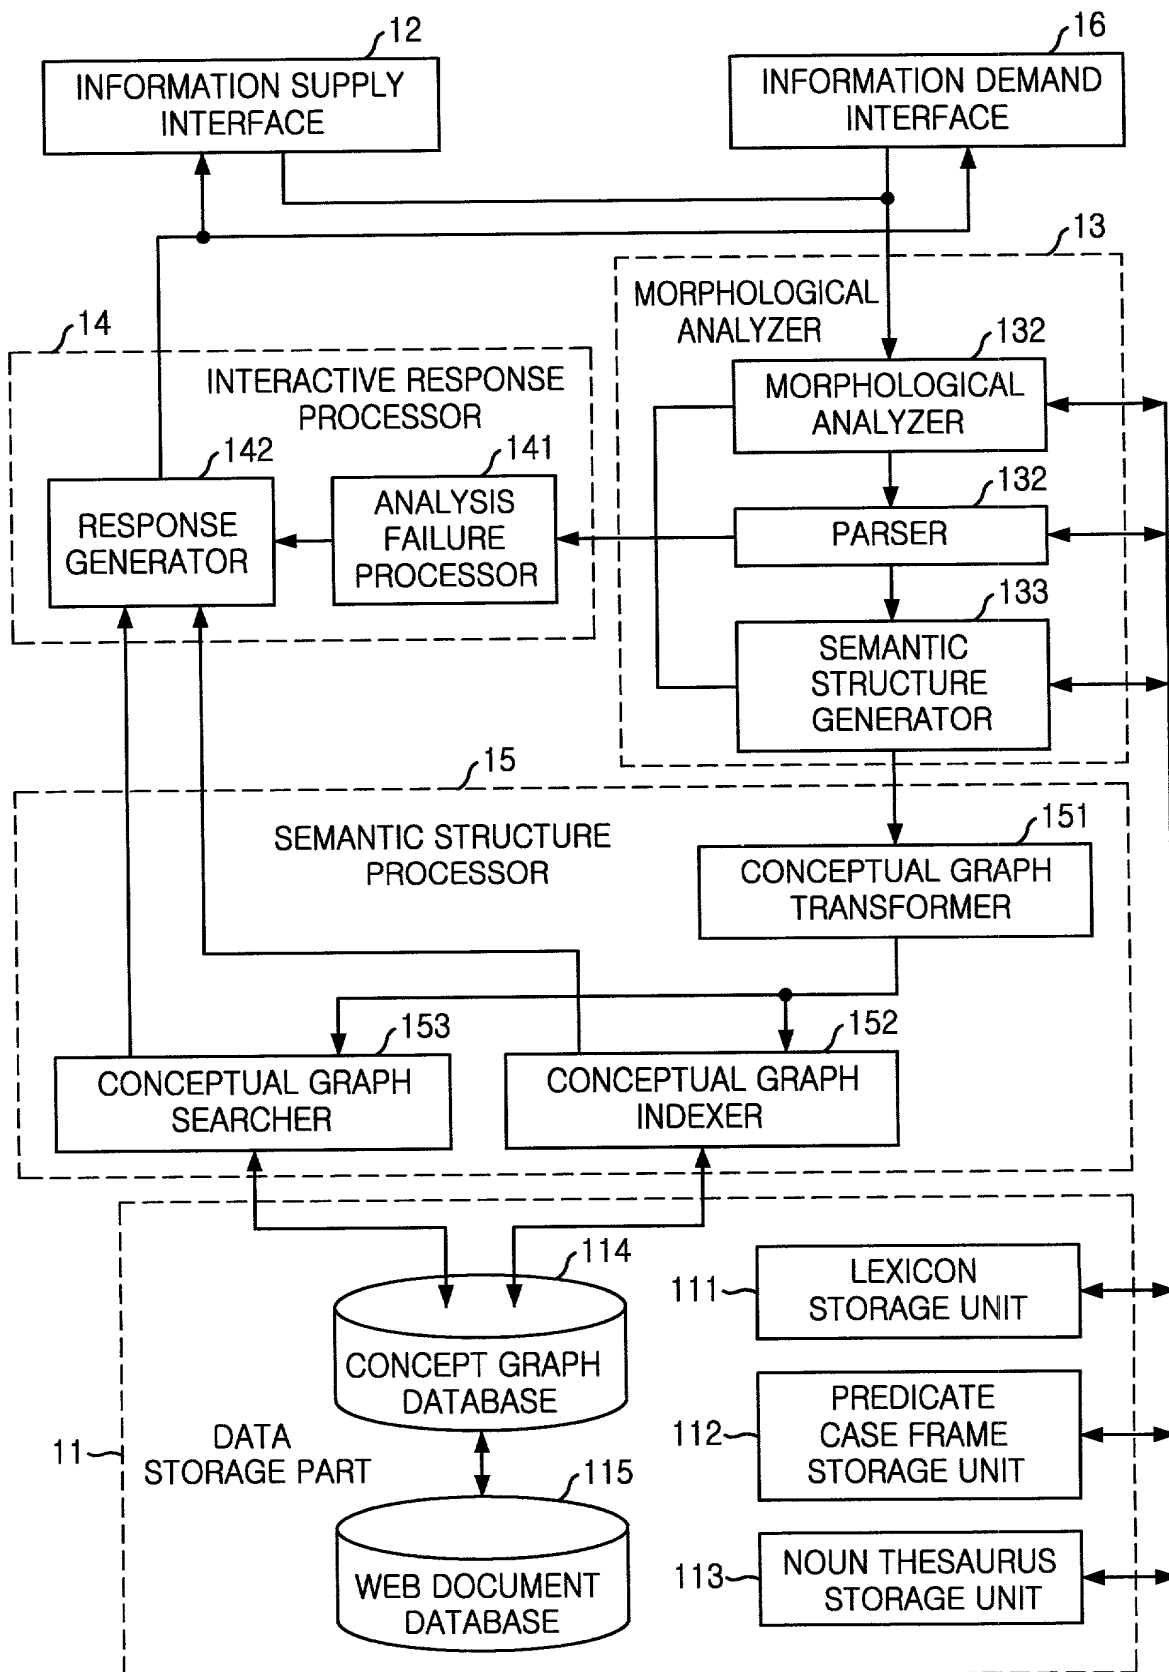 12
INFORMATION SUPPLY
INTERFACE
16
INFORMATION DEMAND
INTERFACE
13
MORPHOLOGICAL
ANALYZER
132
MORPHOLOGICAL
ANALYZER
132
PARSER
133
SEMANTIC
STRUCTURE
GENERATOR
14
INTERACTIVE RESPONSE
PROCESSOR
142
RESPONSE
GENERATOR
141
ANALYSIS
FAILURE
PROCESSOR
15
SEMANTIC STRUCTURE
PROCESSOR
151
CONCEPTUAL GRAPH
TRANSFORMER
153
CONCEPTUAL GRAPH
SEARCHER
152
CONCEPTUAL GRAPH
INDEXER
11
DATA
STORAGE PART
114
CONCEPT GRAPH
DATABASE
115
WEB DOCUMENT
DATABASE
111
LEXICON
STORAGE UNIT
112
PREDICATE
CASE FRAME
STORAGE UNIT
113
NOUN THESAURUS
STORAGE UNIT